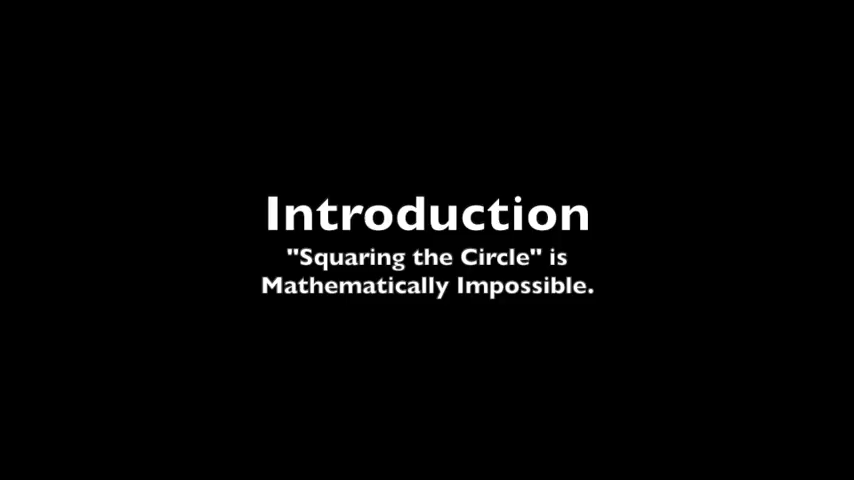 Introduction
"Squaring the Circle" is
Mathematically Impossible.